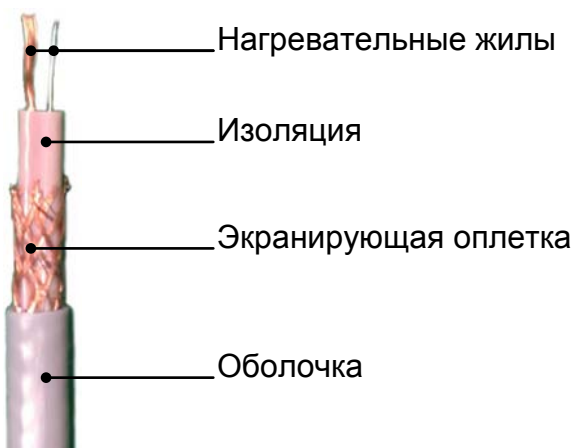 Нагревательные жилы
Изоляция
Экранирующая оплетка
Оболочка